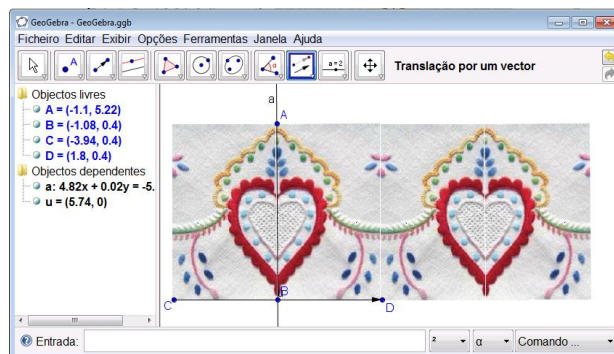 GeoGebra - GeoGebra.ggb
Ficheiro Editar Exibir Opções Ferramentas Janela Ajuda
A
α
a=2
Translação por um vector
Objectos livres
A = (-1.1, 5.22)
B = (-1.08, 0.4)
C = (-3.94, 0.4)
D = (1.8, 0.4)
Objectos dependentes
a: 4.82x + 0.02y = -5.
u = (5.74, 0)
a
A
B
C
D
Entrada:
²
α
Comando ...